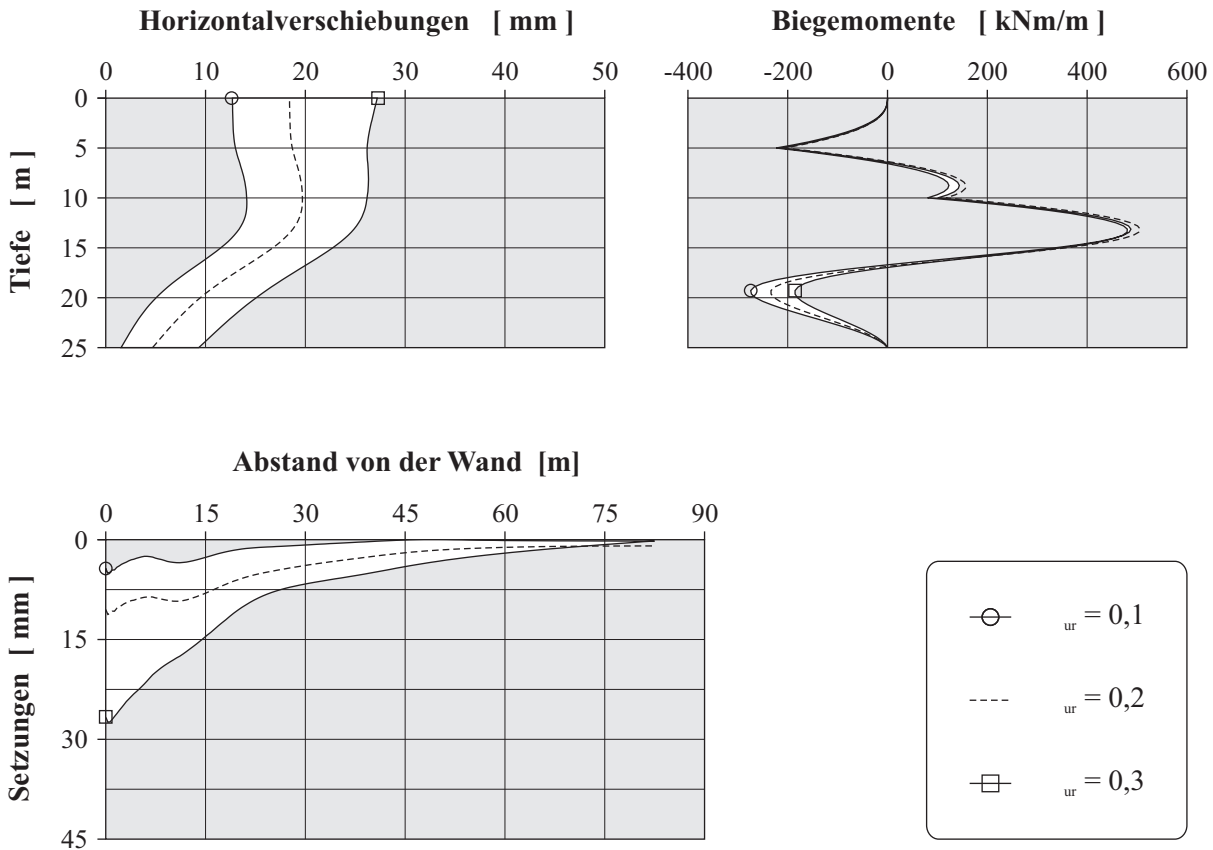 Horizontalverschiebungen [ mm ]
0 10 20 30 40 50
Tiefe [ m ]
0
5
10
15
20
25
Biegemomente [ kNm/m ]
-400 -200 0 200 400 600
Abstand von der Wand [m]
0 15 30 45 60 75 90
Setzungen [ mm ]
0
15
30
45
ur = 0,1
ur = 0,2
ur = 0,3